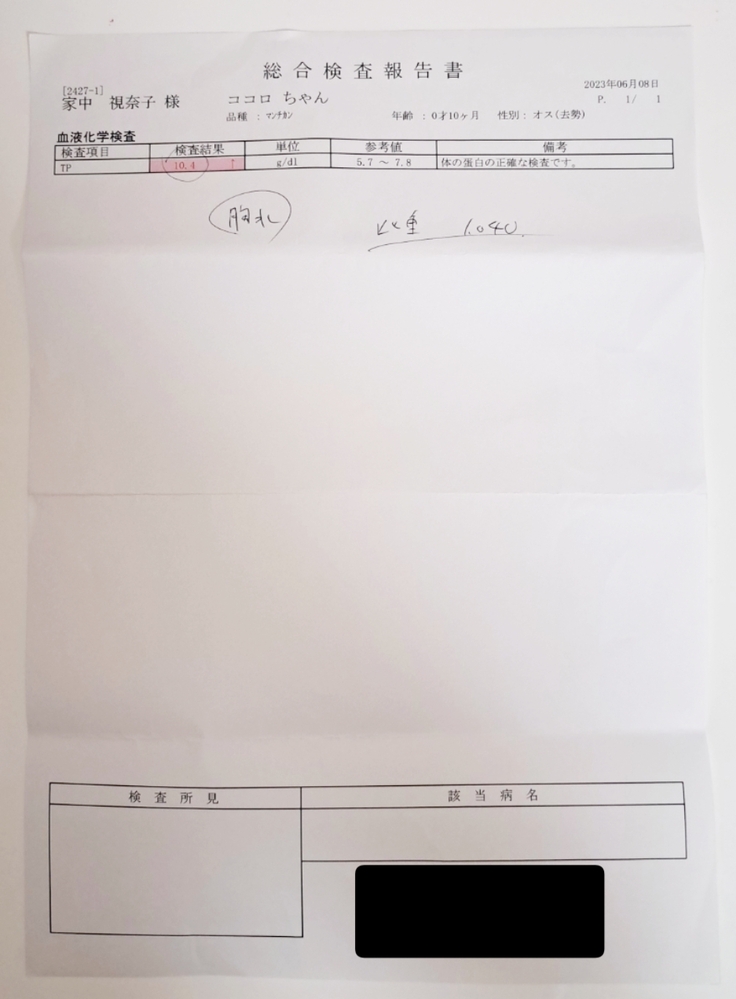 総合検査報告書
[2427-1]
2023年06月08日
家中 視奈子 様 ココロ ちゃん
P. 1/ 1
品種 : マンチカン 年齢 : 0才10ヶ月 性別 : オス(去勢)
血液化学検査
検査項目 検査結果 単位 参考値 備考
TP 10.4 ↑ g/dl 5.7 ～ 7.8 体の蛋白の正確な検査です。
胸水 比重 1.040
検査所見 該当病名